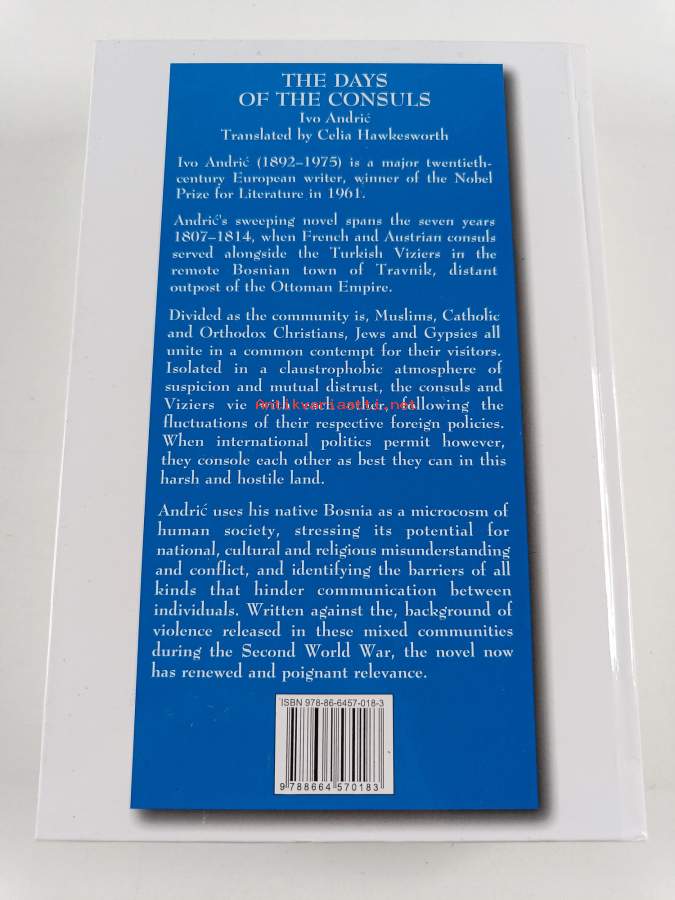 THE DAYS
OF THE CONSULS
Ivo Andrić
Translated by Celia Hawkesworth
Ivo Andrić (1892–1975) is a major twentieth-
century European writer, winner of the Nobel
Prize for Literature in 1961.
Andrić's sweeping novel spans the seven years
1807–1814, when French and Austrian consuls
served alongside the Turkish Viziers in the
remote Bosnian town of Travnik, distant
outpost of the Ottoman Empire.
Divided as the community is, Muslims, Catholic
and Orthodox Christians, Jews and Gypsies all
unite in a common contempt for their visitors.
Isolated in a claustrophobic atmosphere of
suspicion and mutual distrust, the consuls and
Viziers vie with each other, following the
Antikvariaatti.net
fluctuations of their respective foreign policies.
When international politics permit however,
they console each other as best they can in this
harsh and hostile land.
Andrić uses his native Bosnia as a microcosm of
human society, stressing its potential for
national, cultural and religious misunderstanding
and conflict, and identifying the barriers of all
kinds that hinder communication between
individuals. Written against the, background of
violence released in these mixed communities
during the Second World War, the novel now
has renewed and poignant relevance.
ISBN 978-86-6457-018-3
9 788664 570183